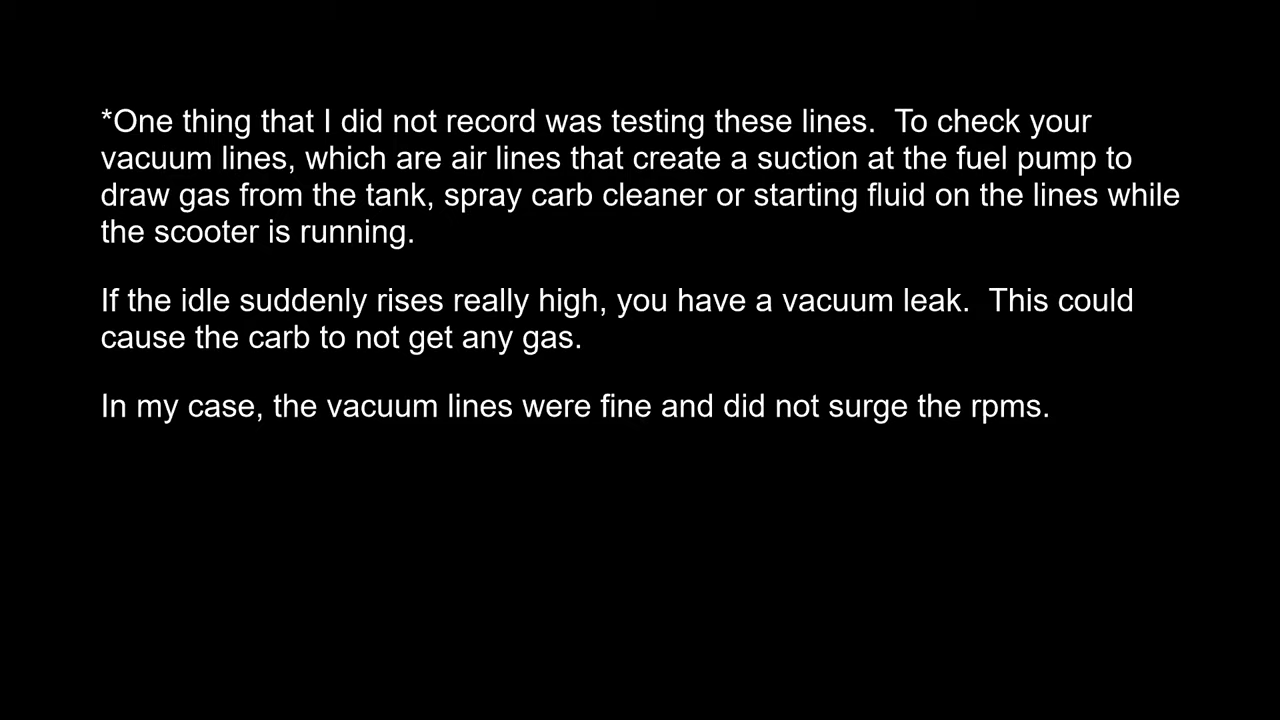 *One thing that I did not record was testing these lines.  To check your
vacuum lines, which are air lines that create a suction at the fuel pump to
draw gas from the tank, spray carb cleaner or starting fluid on the lines while
the scooter is running.
If the idle suddenly rises really high, you have a vacuum leak.  This could
cause the carb to not get any gas.
In my case, the vacuum lines were fine and did not surge the rpms.